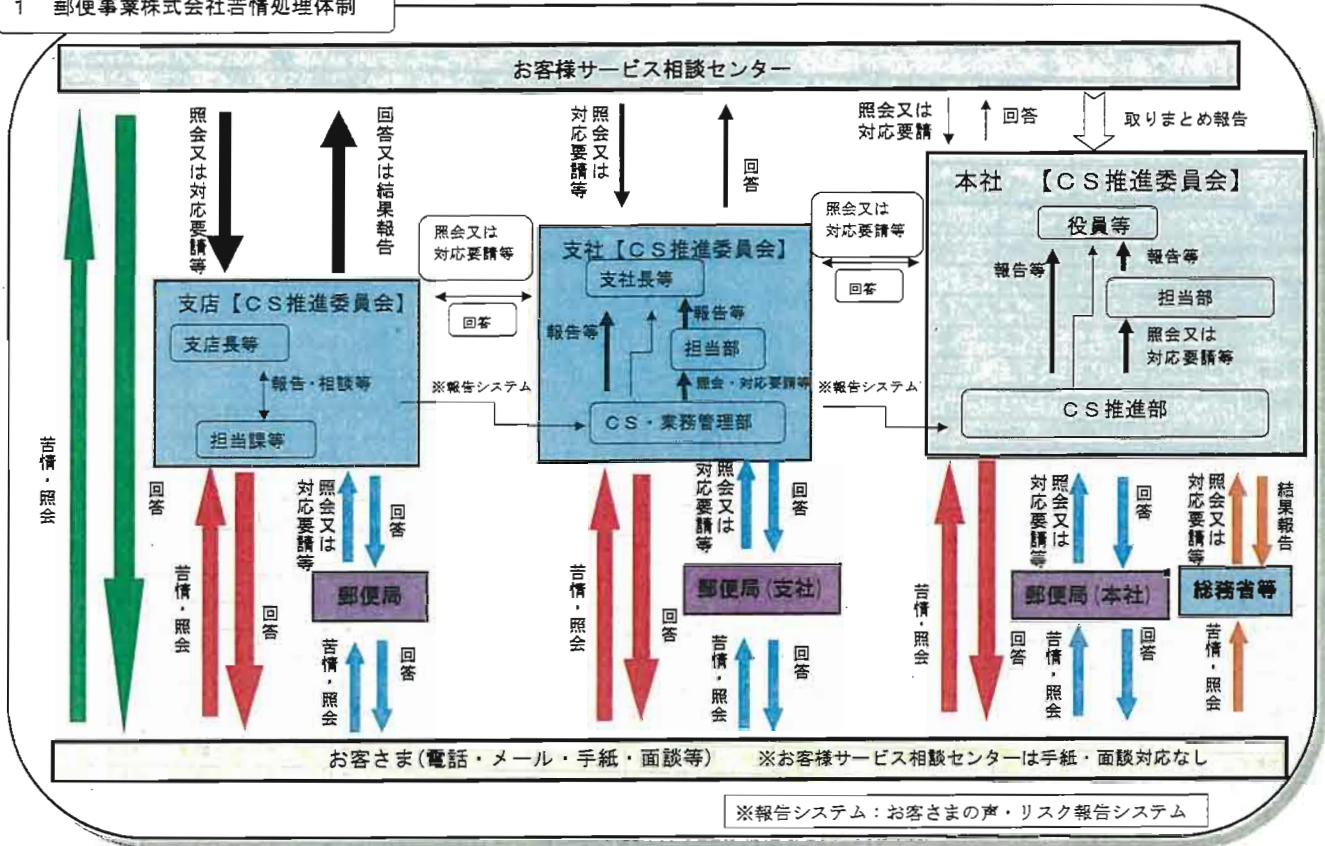 1 郵便事業株式会社苦情処理体制
お客様サービス相談センター
照会又は対応要請等
回答又は結果報告
照会又は
対応要請等
回答
照会又は
対応要請
回答
取りまとめ報告
照会又は
対応要請等
回答
照会又は
対応要請等
回答
支店【CS推進委員会】
支店長等
報告・相談等
担当課等
※報告システム
支社【CS推進委員会】
支社長等
報告等
報告等
担当部
照会・対応要請等
CS・業務管理部
※報告システム
本社 【CS推進委員会】
役員等
報告等
報告等
担当部
照会又は
対応要請等
CS推進部
苦情・照会
回答
苦情・照会
回答
照会又は
対応要請等
回答
郵便局
苦情・照会
回答
苦情・照会
回答
照会又は
対応要請等
回答
郵便局(支社)
苦情・照会
回答
苦情・照会
回答
照会又は
対応要請等
回答
郵便局(本社)
苦情・照会
回答
照会又は
対応要請等
結果報告
総務省等
苦情・照会
お客さま(電話・メール・手紙・面談等) ※お客様サービス相談センターは手紙・面談対応なし
※報告システム:お客さまの声・リスク報告システム